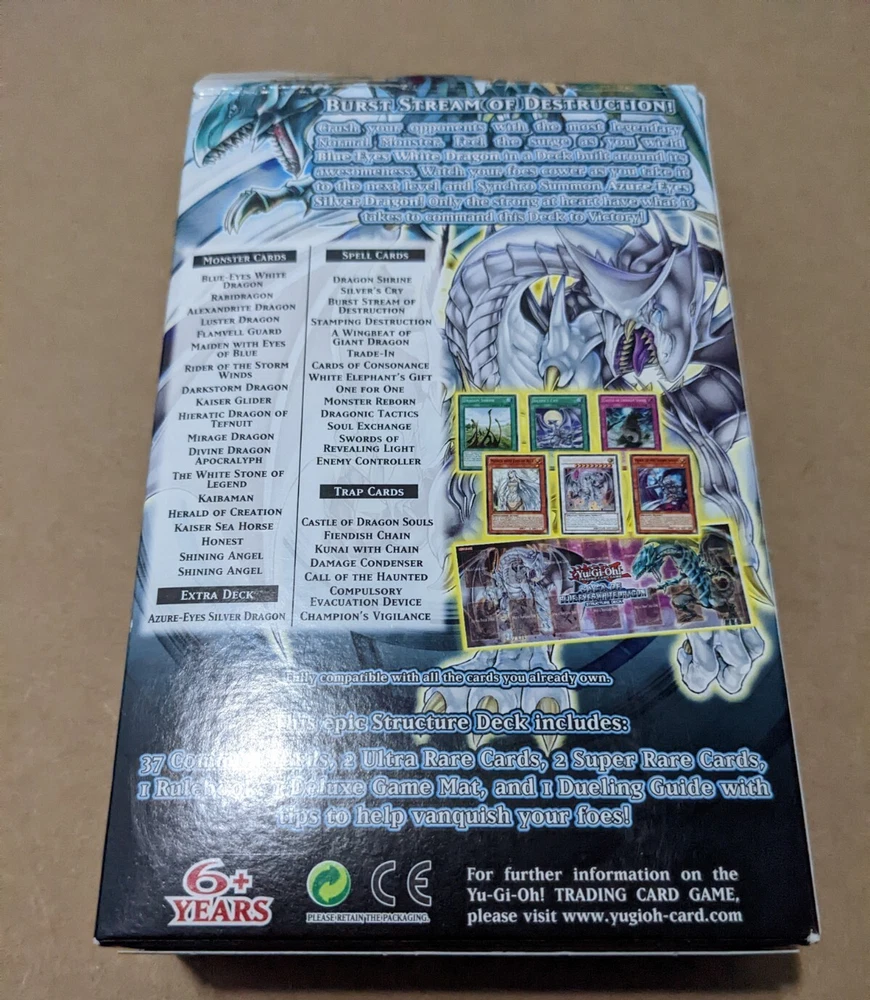 BURST STREAM OF DESTRUCTION!
Crush your opponents with the most legendary
Normal Monster. Feel the surge as you wield
Blue-Eyes White Dragon in a Deck built around its
awesomeness. Watch your foes cower as you take it
to the next level and Synchro Summon Azure-Eyes
Silver Dragon! Only the strong at heart have what it
takes to command this Deck to Victory!
MONSTER CARDS
BLUE-EYES WHITE
DRAGON
RABIDRAGON
ALEXANDRITE DRAGON
LUSTER DRAGON
FLAMVELL GUARD
MAIDEN WITH EYES
OF BLUE
RIDER OF THE STORM
WINDS
DARKSTORM DRAGON
KAISER GLIDER
HIERATIC DRAGON OF
TEFNUIT
MIRAGE DRAGON
DIVINE DRAGON
APOCRALYPH
THE WHITE STONE OF
LEGEND
KAIBAMAN
HERALD OF CREATION
KAISER SEA HORSE
HONEST
SHINING ANGEL
SHINING ANGEL
EXTRA DECK
AZURE-EYES SILVER DRAGON
SPELL CARDS
DRAGON SHRINE
SILVER'S CRY
BURST STREAM OF
DESTRUCTION
STAMPING DESTRUCTION
A WINGBEAT OF
GIANT DRAGON
TRADE-IN
CARDS OF CONSONANCE
WHITE ELEPHANT'S GIFT
ONE FOR ONE
MONSTER REBORN
DRAGONIC TACTICS
SOUL EXCHANGE
SWORDS OF
REVEALING LIGHT
ENEMY CONTROLLER
TRAP CARDS
CASTLE OF DRAGON SOULS
FIENDISH CHAIN
KUNAI WITH CHAIN
DAMAGE CONDENSER
CALL OF THE HAUNTED
COMPULSORY
EVACUATION DEVICE
CHAMPION'S VIGILANCE
DRAGON SHRINE
SILVER'S CRY
CASTLE OF DRAGON SOULS
Yu-Gi-Oh!
STRUCTURE DECK
Fully compatible with all the cards you already own.
This epic Structure Deck includes:
37 Common Cards, 2 Ultra Rare Cards, 2 Super Rare Cards,
1 Rulebook, 1 Deluxe Game Mat, and 1 Dueling Guide with
tips to help vanquish your foes!
6+
YEARS
PLEASE RETAIN THE PACKAGING.
CE
For further information on the
Yu-Gi-Oh! TRADING CARD GAME,
please visit www.yugioh-card.com